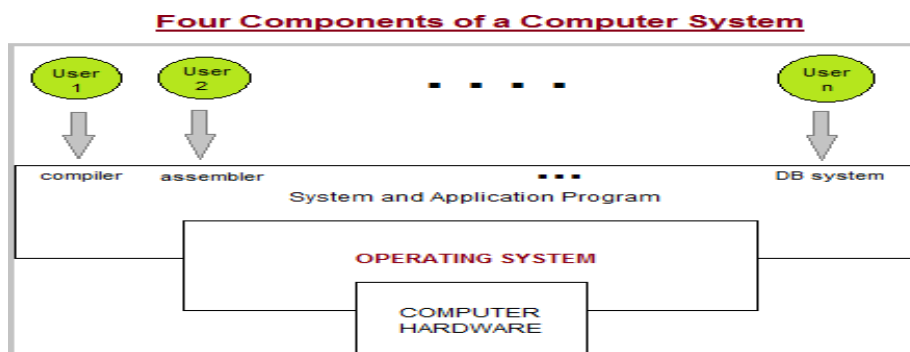 Four Components of a Computer System
User
1
User
2
. . . .
User
n
compiler
assembler
...
DB system
System and Application Program
OPERATING SYSTEM
COMPUTER
HARDWARE